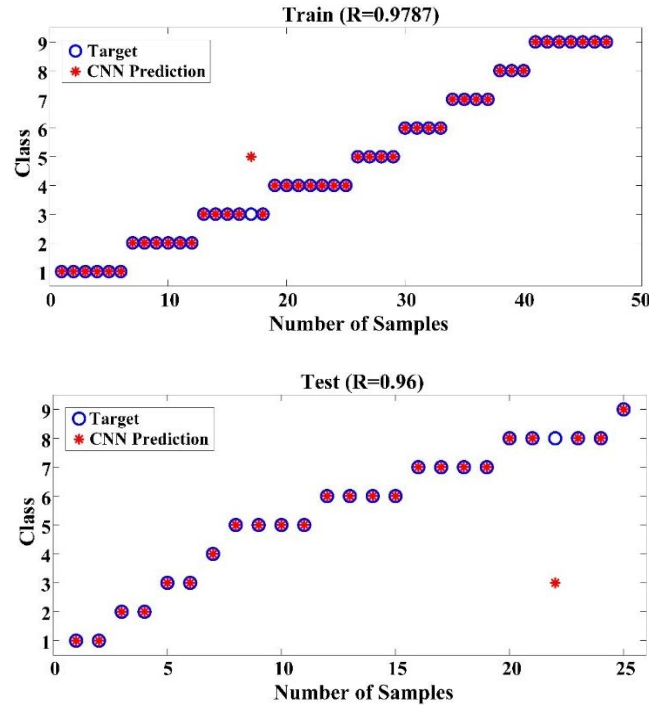 Train (R=0.9787)
9
8
7
6
5
4
3
2
1
Class
Target
CNN Prediction
0 10 20 30 40 50
Number of Samples
Test (R=0.96)
9
8
7
6
5
4
3
2
1
Class
Target
CNN Prediction
0 5 10 15 20 25
Number of Samples